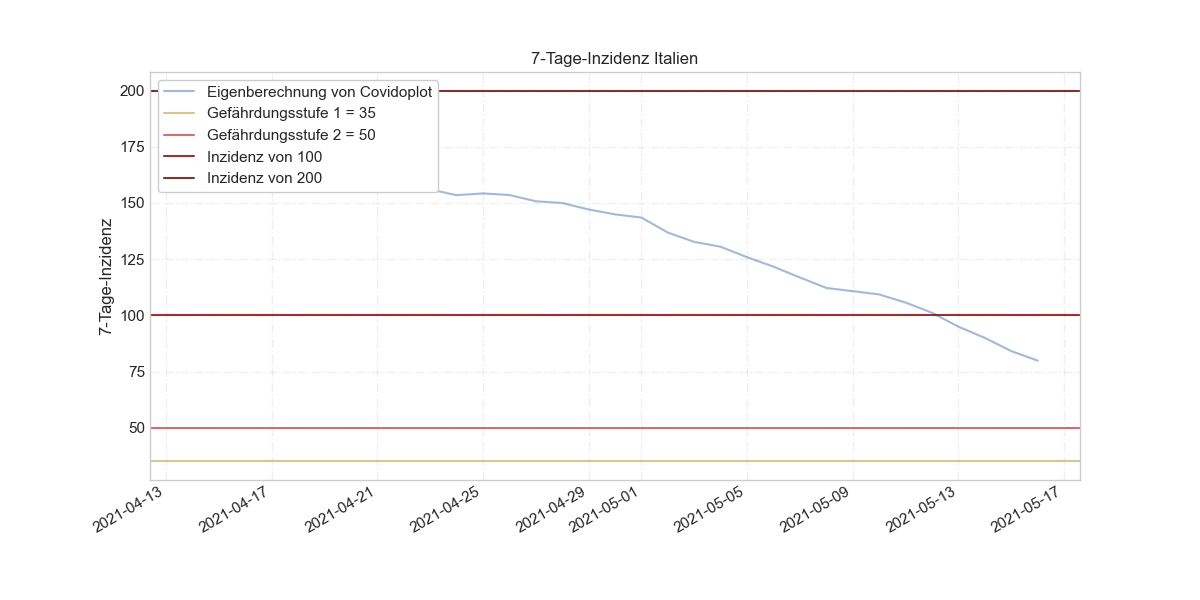 7-Tage-Inzidenz Italien
Eigenberechnung von Covidoplot
Gefährdungsstufe 1 = 35
Gefährdungsstufe 2 = 50
Inzidenz von 100
Inzidenz von 200
7-Tage-Inzidenz
200
175
150
125
100
75
50
2021-04-13
2021-04-17
2021-04-21
2021-04-25
2021-04-29
2021-05-01
2021-05-05
2021-05-09
2021-05-13
2021-05-17